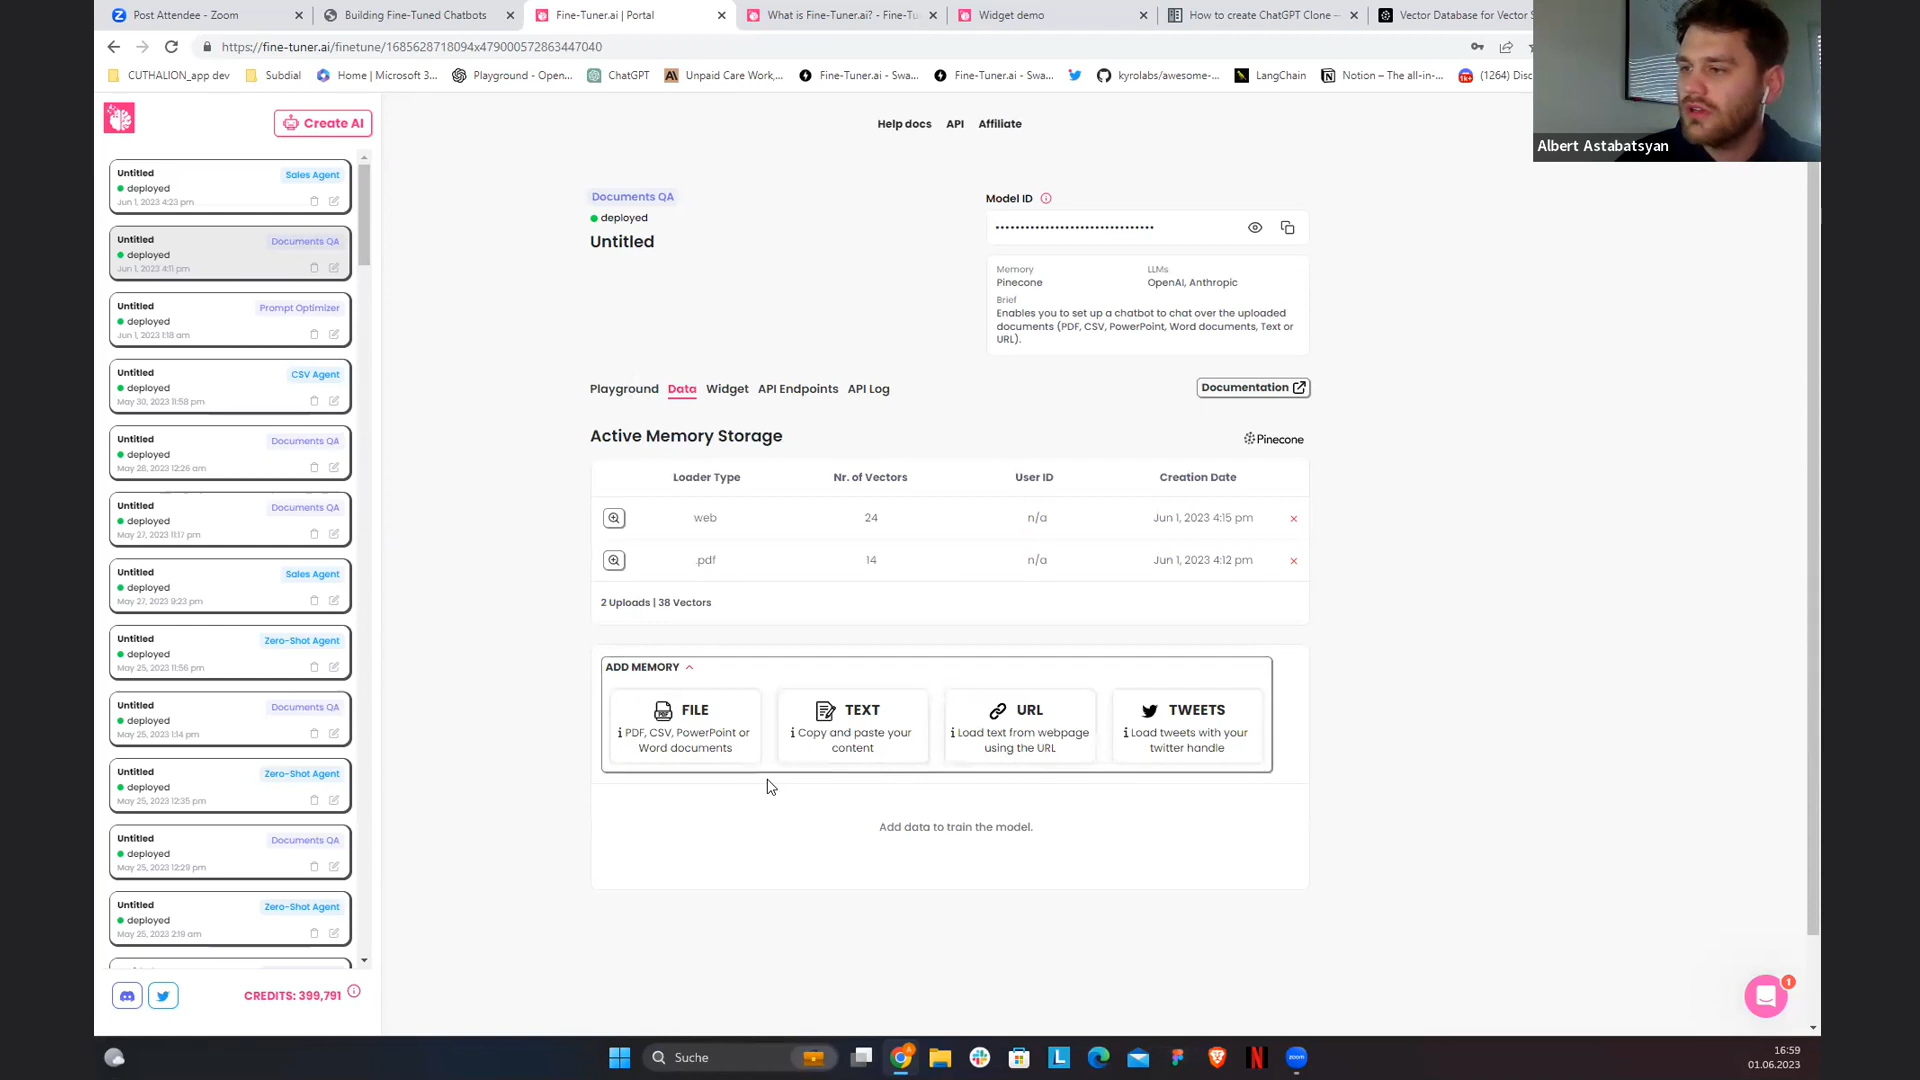 Post Attendee - Zoom
Building Fine-Tuned Chatbots
Fine-Tuner.ai | Portal
What is Fine-Tuner.ai? - Fine-Tu
Widget demo
How to create ChatGPT Clone —
Vector Database for Vector S
https://fine-tuner.ai/finetune/1685628718094x479000572863447040
CUTHALION_app dev
Subdial
Home | Microsoft 3...
Playground - Open...
ChatGPT
Unpaid Care Work,...
Fine-Tuner.ai - Swa...
Fine-Tuner.ai - Swa...
kyrolabs/awesome-...
LangChain
Notion – The all-in-...
(1264) Disc
Albert Astabatsyan
Create AI
Help docs
API
Affiliate
Untitled
Sales Agent
deployed
Jun 1, 2023 4:23 pm
Untitled
Documents QA
deployed
Jun 1, 2023 4:11 pm
Untitled
Prompt Optimizer
deployed
Jun 1, 2023 1:18 am
Untitled
CSV Agent
deployed
May 30, 2023 11:58 pm
Untitled
Documents QA
deployed
May 28, 2023 12:26 am
Untitled
Documents QA
deployed
May 27, 2023 11:17 pm
Untitled
Sales Agent
deployed
May 27, 2023 9:23 pm
Untitled
Zero-Shot Agent
deployed
May 25, 2023 11:56 pm
Untitled
Documents QA
deployed
May 25, 2023 1:14 pm
Untitled
Zero-Shot Agent
deployed
May 25, 2023 12:35 pm
Untitled
Documents QA
deployed
May 25, 2023 12:29 pm
Untitled
Zero-Shot Agent
deployed
May 25, 2023 2:19 am
CREDITS: 399,791
Documents QA
deployed
Untitled
Model ID
Memory
Pinecone
LLMs
OpenAI, Anthropic
Brief
Enables you to set up a chatbot to chat over the uploaded
documents (PDF, CSV, PowerPoint, Word documents, Text or
URL).
Playground
Data
Widget
API Endpoints
API Log
Documentation
Active Memory Storage
Pinecone
Loader Type
Nr. of Vectors
User ID
Creation Date
web
24
n/a
Jun 1, 2023 4:15 pm
.pdf
14
n/a
Jun 1, 2023 4:12 pm
2 Uploads | 38 Vectors
ADD MEMORY
FILE
PDF, CSV, PowerPoint or
Word documents
TEXT
Copy and paste your
content
URL
Load text from webpage
using the URL
TWEETS
Load tweets with your
twitter handle
Add data to train the model.
1
Suche
16:59
01.06.2023